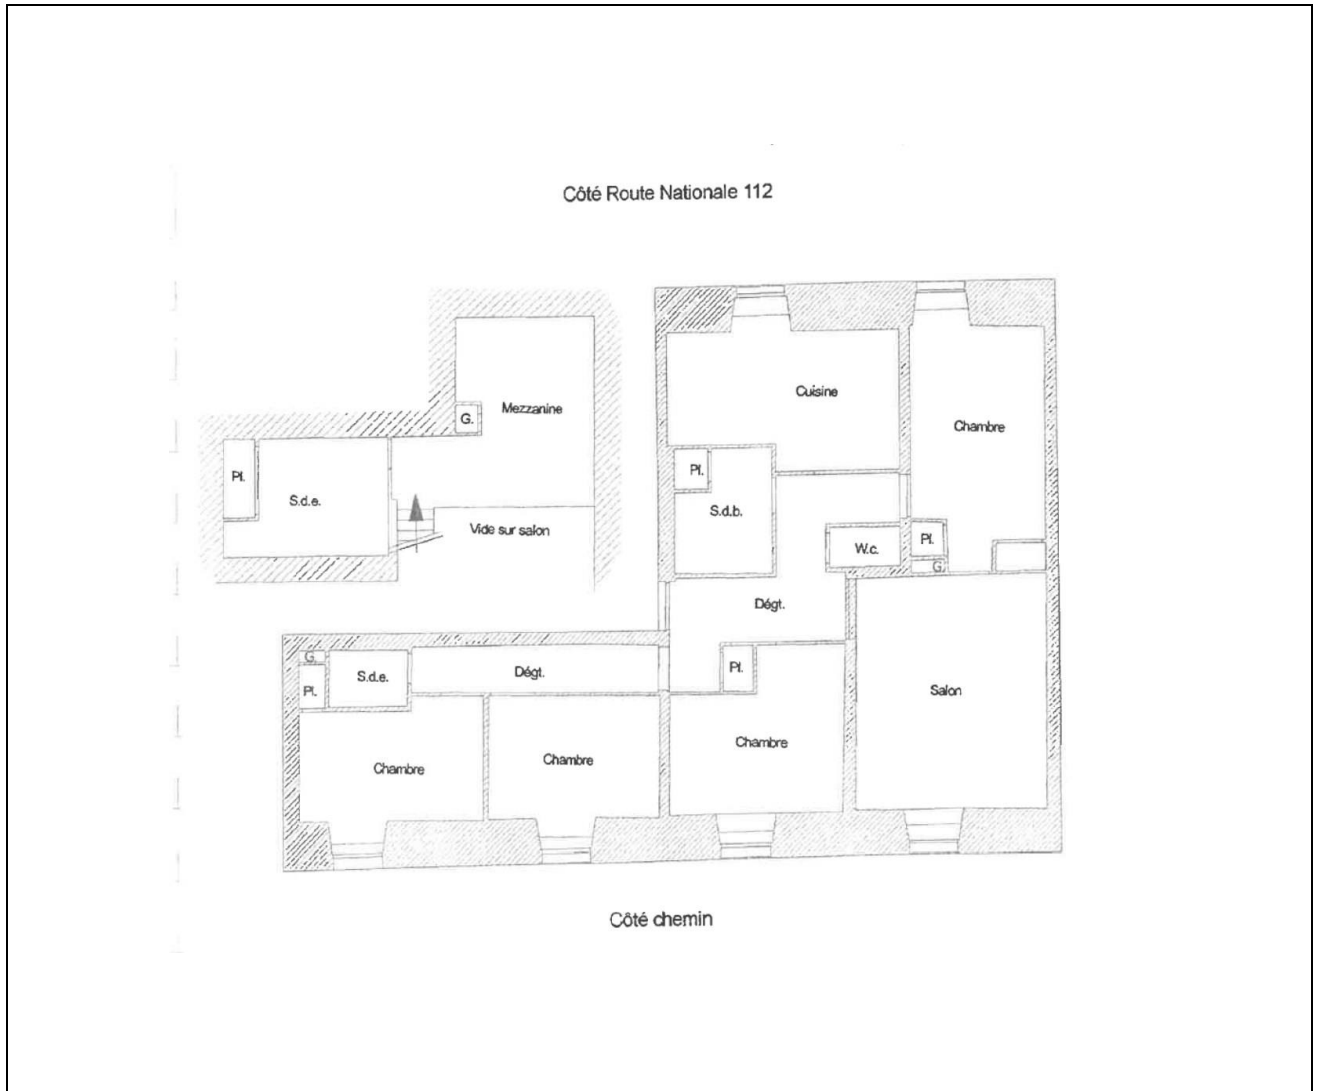 Côté Route Nationale 112
Cuisine
Mezzanine
G.
Chambre
Pl.
Pl.
S.d.e.
S.d.b.
Vide sur salon
W.c.
Pl.
G.
Dégt.
G.
Pl.
S.d.e.
Dégt.
Pl.
Salon
Chambre
Chambre
Chambre
Côté chemin